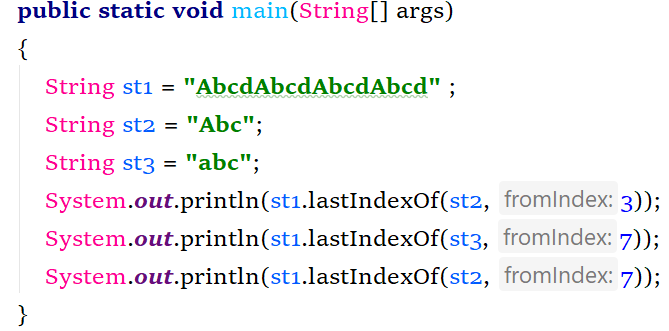 public static void main(String[] args)
{
String st1 = "AbcdAbcdAbcdAbcd" ;
String st2 = "Abc";
String st3 = "abc";
System.out.println(st1.lastIndexOf(st2, fromIndex: 3));
System.out.println(st1.lastIndexOf(st3, fromIndex: 7));
System.out.println(st1.lastIndexOf(st2, fromIndex: 7));
}